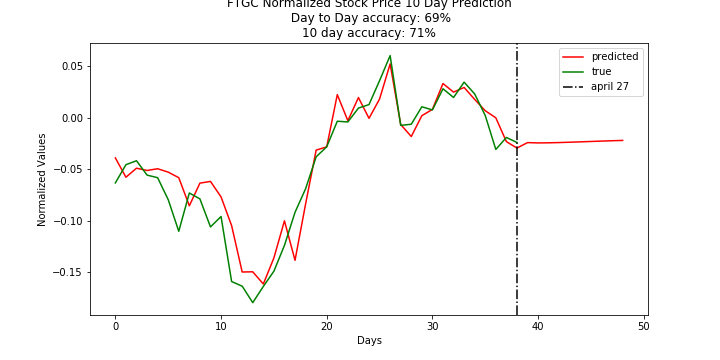 FTGC Normalized Stock Price 10 Day Prediction
Day to Day accuracy: 69%
10 day accuracy: 71%
predicted
true
april 27
Normalized Values
0.05
0.00
−0.05
−0.10
−0.15
0
10
20
30
40
50
Days